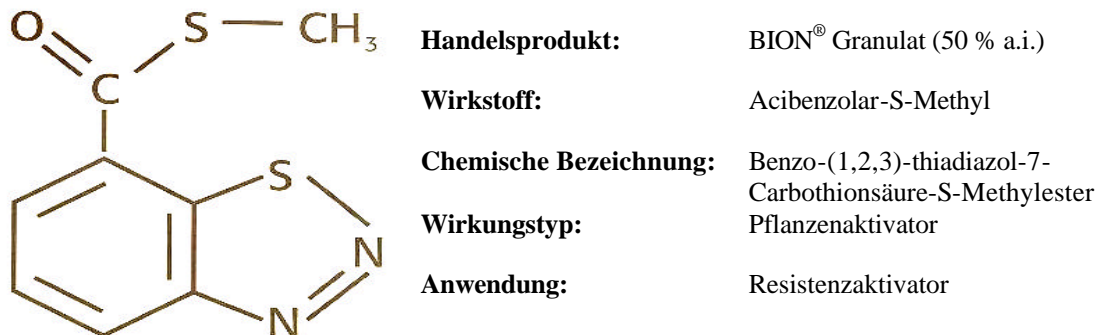 O
S
CH₃
C
S
N
N
Handelsprodukt: BION® Granulat (50 % a.i.)
Wirkstoff: Acibenzolar-S-Methyl
Chemische Bezeichnung: Benzo-(1,2,3)-thiadiazol-7-
Carbothionsäure-S-Methylester
Wirkungstyp: Pflanzenaktivator
Anwendung: Resistenzaktivator